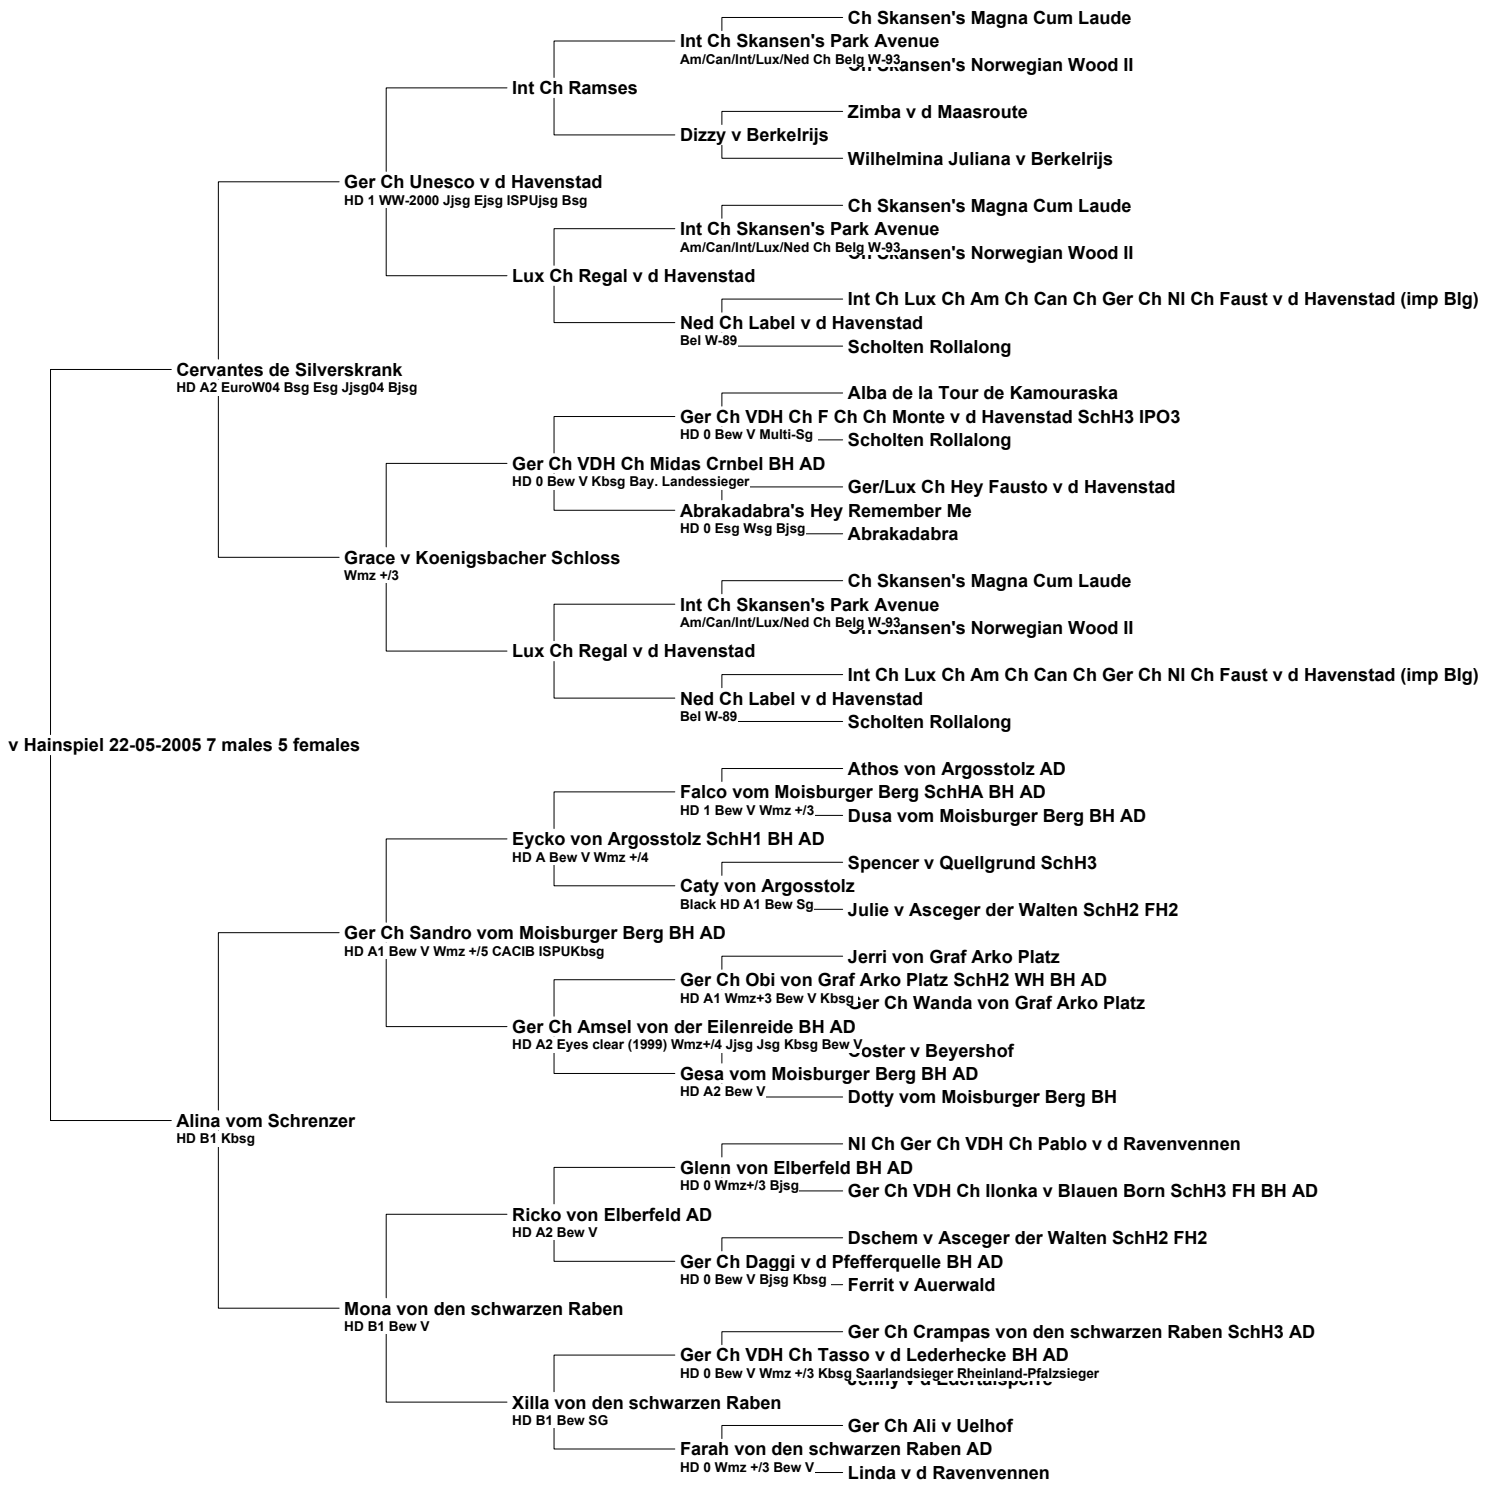 Ch Skansen's Magna Cum Laude
Int Ch Skansen's Park Avenue
Am/Can/Int/Lux/Ned Ch Belg W-93
Ch Skansen's Norwegian Wood II
Int Ch Ramses
Zimba v d Maasroute
Dizzy v Berkelrijs
Wilhelmina Juliana v Berkelrijs
Ger Ch Unesco v d Havenstad
HD 1 WW-2000 Jjsg Ejsg ISPUjsg Bsg
Ch Skansen's Magna Cum Laude
Int Ch Skansen's Park Avenue
Am/Can/Int/Lux/Ned Ch Belg W-93
Ch Skansen's Norwegian Wood II
Lux Ch Regal v d Havenstad
Int Ch Lux Ch Am Ch Can Ch Ger Ch Nl Ch Faust v d Havenstad (imp Blg)
Ned Ch Label v d Havenstad
Bel W-89
Scholten Rollalong
Cervantes de Silverskrank
HD A2 EuroW04 Bsg Esg Jjsg04 Bjsg
Alba de la Tour de Kamouraska
Ger Ch VDH Ch F Ch Ch Monte v d Havenstad SchH3 IPO3
HD 0 Bew V Multi-Sg
Scholten Rollalong
Ger Ch VDH Ch Midas Crnbel BH AD
HD 0 Bew V Kbsg Bay. Landessieger
Ger/Lux Ch Hey Fausto v d Havenstad
Abrakadabra's Hey Remember Me
HD 0 Esg Wsg Bjsg
Abrakadabra
Grace v Koenigsbacher Schloss
Wmz +/3
Ch Skansen's Magna Cum Laude
Int Ch Skansen's Park Avenue
Am/Can/Int/Lux/Ned Ch Belg W-93
Ch Skansen's Norwegian Wood II
Lux Ch Regal v d Havenstad
Int Ch Lux Ch Am Ch Can Ch Ger Ch Nl Ch Faust v d Havenstad (imp Blg)
Ned Ch Label v d Havenstad
Bel W-89
Scholten Rollalong
v Hainspiel 22-05-2005 7 males 5 females
Athos von Argosstolz AD
Falco vom Moisburger Berg SchHA BH AD
HD 1 Bew V Wmz +/3
Dusa vom Moisburger Berg BH AD
Eycko von Argosstolz SchH1 BH AD
HD A Bew V Wmz +/4
Spencer v Quellgrund SchH3
Caty von Argosstolz
Black HD A1 Bew Sg
Julie v Asceger der Walten SchH2 FH2
Ger Ch Sandro vom Moisburger Berg BH AD
HD A1 Bew V Wmz +/5 CACIB ISPUKbsg
Jerri von Graf Arko Platz
Ger Ch Obi von Graf Arko Platz SchH2 WH BH AD
HD A1 Wmz+3 Bew V Kbsg
Ger Ch Wanda von Graf Arko Platz
Ger Ch Amsel von der Eilenreide BH AD
HD A2 Eyes clear (1999) Wmz+/4 Jjsg Jsg Kbsg Bew V
v Beyershof
Gesa vom Moisburger Berg BH AD
HD A2 Bew V
Dotty vom Moisburger Berg BH
Alina vom Schrenzer
HD B1 Kbsg
Nl Ch Ger Ch VDH Ch Pablo v d Ravenvennen
Glenn von Elberfeld BH AD
HD 0 Wmz+/3 Bjsg
Ger Ch VDH Ch Ilonka v Blauen Born SchH3 FH BH AD
Ricko von Elberfeld AD
HD A2 Bew V
Dschem v Asceger der Walten SchH2 FH2
Ger Ch Daggi v d Pfefferquelle BH AD
HD 0 Bew V Bjsg Kbsg
Ferrit v Auerwald
Mona von den schwarzen Raben
HD B1 Bew V
Ger Ch Crampas von den schwarzen Raben SchH3 AD
Ger Ch VDH Ch Tasso v d Lederhecke BH AD
HD 0 Bew V Wmz +/3 Kbsg Saarlandsieger Rheinland-Pfalzsieger
Xilla von den schwarzen Raben
HD B1 Bew SG
Ger Ch Ali v Uelhof
Farah von den schwarzen Raben AD
HD 0 Wmz +/3 Bew V
Linda v d Ravenvennen